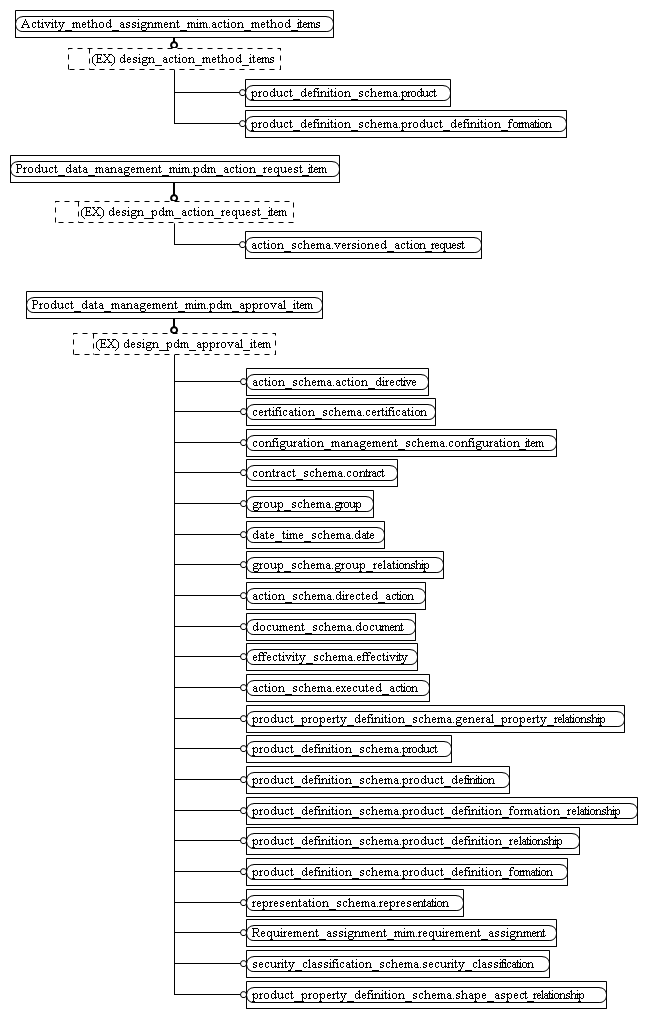 Activity_method_assignment_mim.action_method_items
(EX) design_action_method_items
product_definition_schema.product
product_definition_schema.product_definition_formation
Product_data_management_mim.pdm_action_request_item
(EX) design_pdm_action_request_item
action_schema.versioned_action_request
Product_data_management_mim.pdm_approval_item
(EX) design_pdm_approval_item
action_schema.action_directive
certification_schema.certification
configuration_management_schema.configuration_item
contract_schema.contract
group_schema.group
date_time_schema.date
group_schema.group_relationship
action_schema.directed_action
document_schema.document
effectivity_schema.effectivity
action_schema.executed_action
product_property_definition_schema.general_property_relationship
product_definition_schema.product
product_definition_schema.product_definition
product_definition_schema.product_definition_formation_relationship
product_definition_schema.product_definition_relationship
product_definition_schema.product_definition_formation
representation_schema.representation
Requirement_assignment_mim.requirement_assignment
security_classification_schema.security_classification
product_property_definition_schema.shape_aspect_relationship